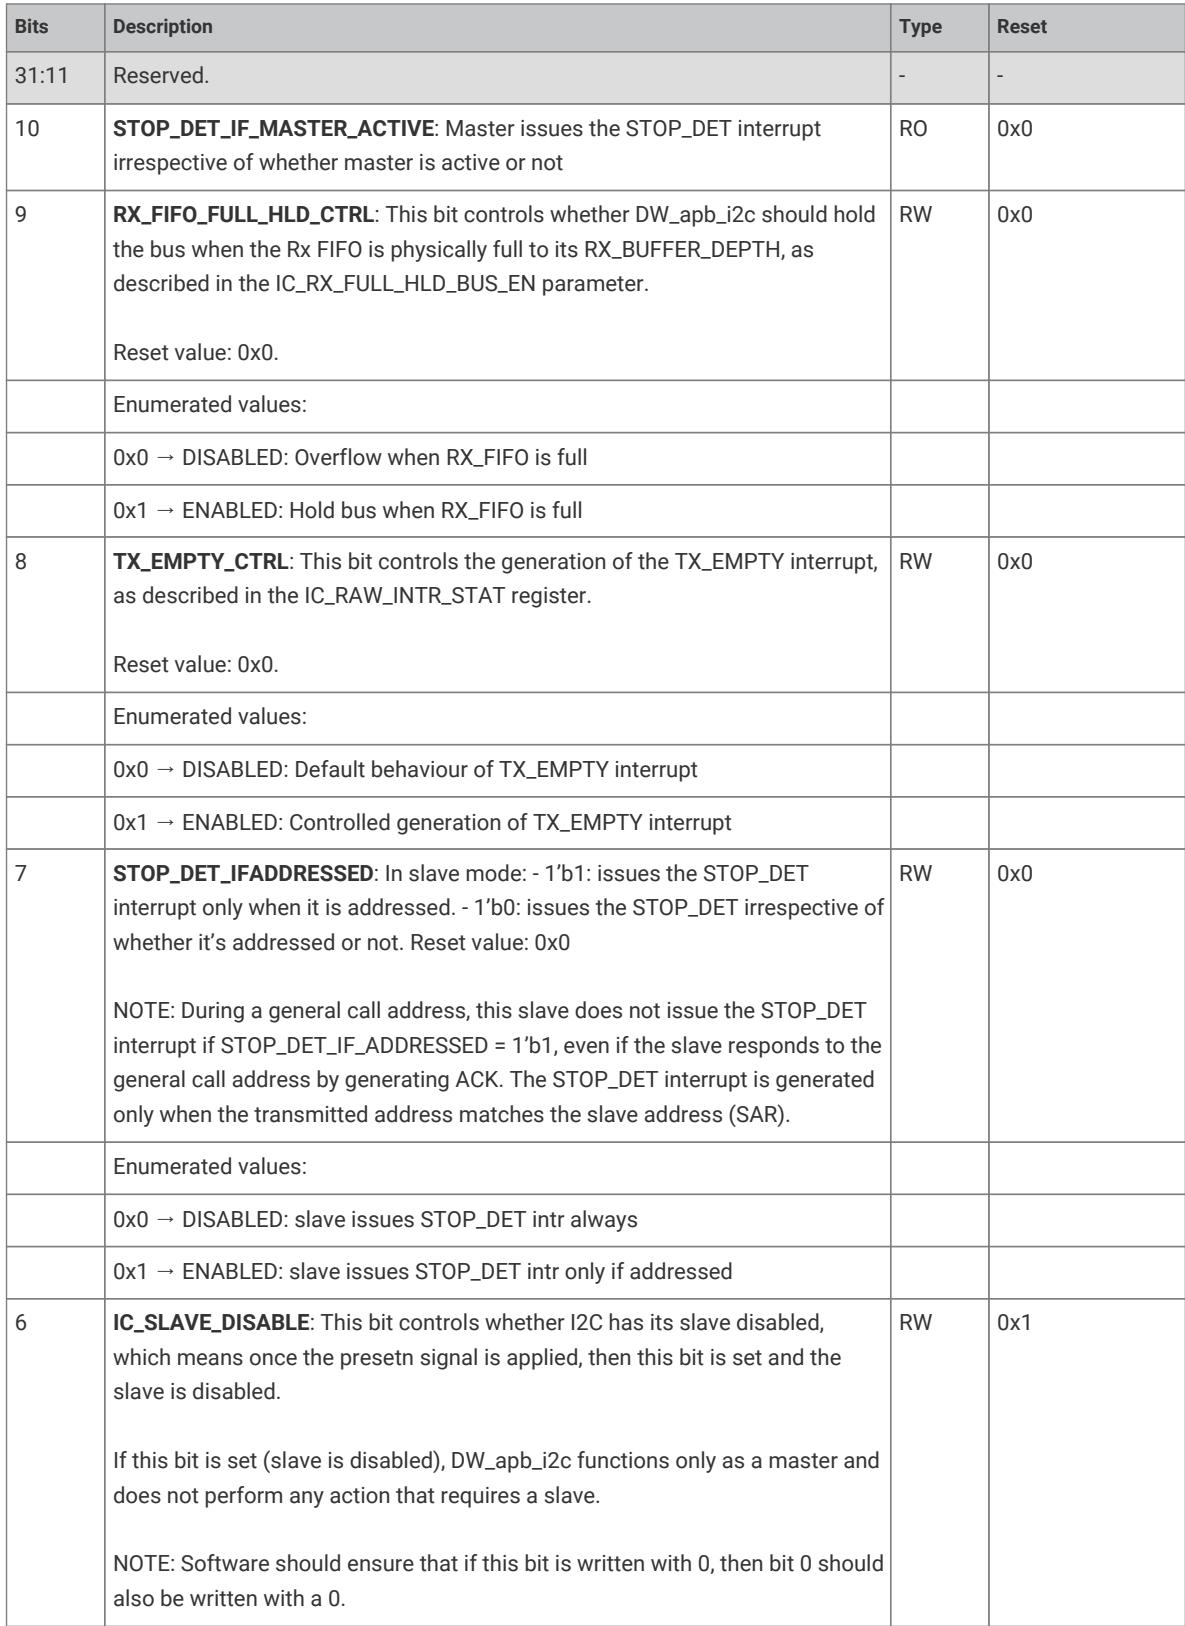 Bits Description Type Reset
31:11 Reserved. - -
10 STOP_DET_IF_MASTER_ACTIVE: Master issues the STOP_DET interrupt RO 0x0
irrespective of whether master is active or not
9 RX_FIFO_FULL_HLD_CTRL: This bit controls whether DW_apb_i2c should hold RW 0x0
the bus when the Rx FIFO is physically full to its RX_BUFFER_DEPTH, as
described in the IC_RX_FULL_HLD_BUS_EN parameter.
Reset value: 0x0.
Enumerated values:
0x0 → DISABLED: Overflow when RX_FIFO is full
0x1 → ENABLED: Hold bus when RX_FIFO is full
8 TX_EMPTY_CTRL: This bit controls the generation of the TX_EMPTY interrupt, RW 0x0
as described in the IC_RAW_INTR_STAT register.
Reset value: 0x0.
Enumerated values:
0x0 → DISABLED: Default behaviour of TX_EMPTY interrupt
0x1 → ENABLED: Controlled generation of TX_EMPTY interrupt
7 STOP_DET_IFADDRESSED: In slave mode: - 1’b1: issues the STOP_DET RW 0x0
interrupt only when it is addressed. - 1’b0: issues the STOP_DET irrespective of
whether it’s addressed or not. Reset value: 0x0
NOTE: During a general call address, this slave does not issue the STOP_DET
interrupt if STOP_DET_IF_ADDRESSED = 1’b1, even if the slave responds to the
general call address by generating ACK. The STOP_DET interrupt is generated
only when the transmitted address matches the slave address (SAR).
Enumerated values:
0x0 → DISABLED: slave issues STOP_DET intr always
0x1 → ENABLED: slave issues STOP_DET intr only if addressed
6 IC_SLAVE_DISABLE: This bit controls whether I2C has its slave disabled, RW 0x1
which means once the presetn signal is applied, then this bit is set and the
slave is disabled.
If this bit is set (slave is disabled), DW_apb_i2c functions only as a master and
does not perform any action that requires a slave.
NOTE: Software should ensure that if this bit is written with 0, then bit 0 should
also be written with a 0.